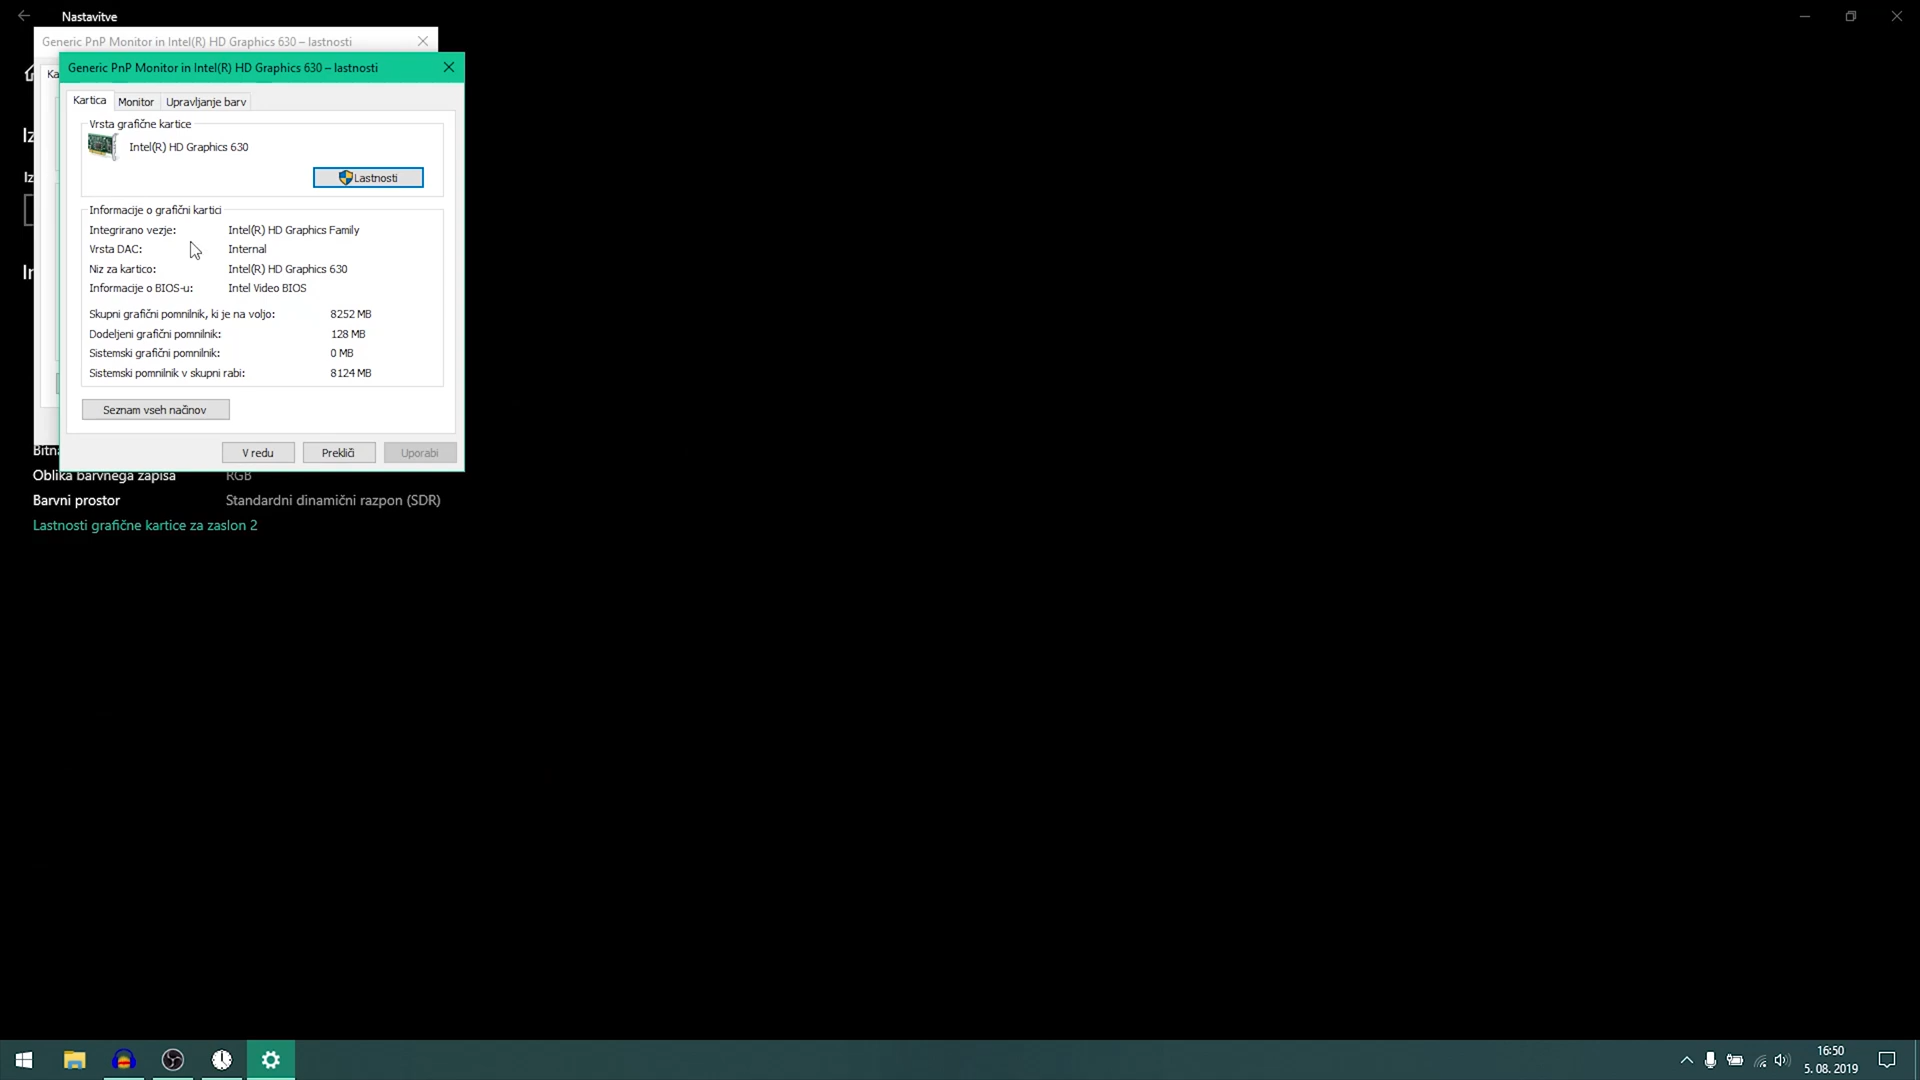 Nastavitve
Generic PnP Monitor in Intel(R) HD Graphics 630 – lastnosti
Generic PnP Monitor in Intel(R) HD Graphics 630 – lastnosti
Kartica
Monitor
Upravljanje barv
Vrsta grafične kartice
Intel(R) HD Graphics 630
Lastnosti
Informacije o grafični kartici
Integrirano vezje: Intel(R) HD Graphics Family
Vrsta DAC: Internal
Niz za kartico: Intel(R) HD Graphics 630
Informacije o BIOS-u: Intel Video BIOS
Skupni grafični pomnilnik, ki je na voljo: 8252 MB
Dodeljeni grafični pomnilnik: 128 MB
Sistemski grafični pomnilnik: 0 MB
Sistemski pomnilnik v skupni rabi: 8124 MB
Seznam vseh načinov
V redu
Prekliči
Uporabi
Oblika barvnega zapisa RGB
Barvni prostor Standardni dinamični razpon (SDR)
Lastnosti grafične kartice za zaslon 2
16:50
5. 08. 2019